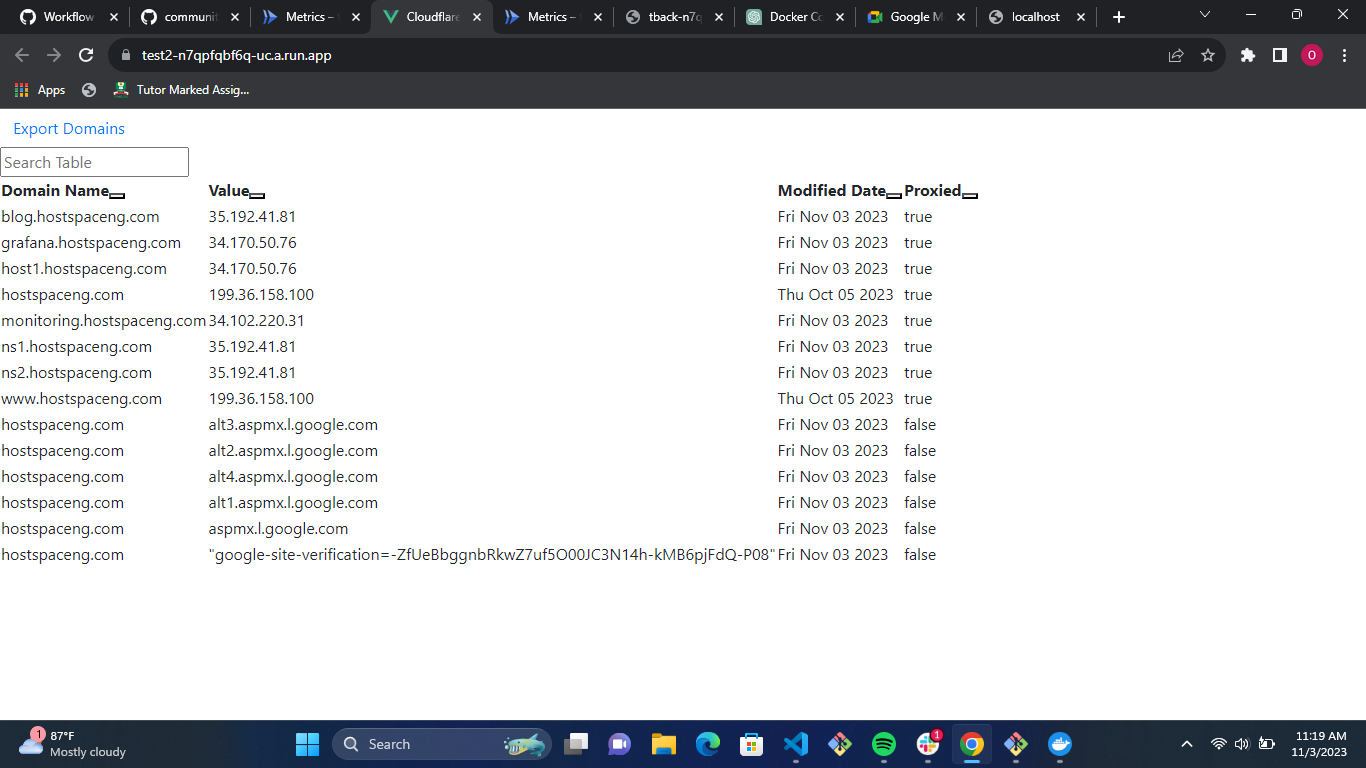 Workflow
communit
Metrics –
Cloudflare
Metrics –
tback-n7q
Docker Co
Google M
localhost
test2-n7qpfqbf6q-uc.a.run.app
O
Apps
Tutor Marked Assig...
Export Domains
Search Table
Domain Name Value Modified Date Proxied
blog.hostspaceng.com 35.192.41.81 Fri Nov 03 2023 true
grafana.hostspaceng.com 34.170.50.76 Fri Nov 03 2023 true
host1.hostspaceng.com 34.170.50.76 Fri Nov 03 2023 true
hostspaceng.com 199.36.158.100 Thu Oct 05 2023 true
monitoring.hostspaceng.com 34.102.220.31 Fri Nov 03 2023 true
ns1.hostspaceng.com 35.192.41.81 Fri Nov 03 2023 true
ns2.hostspaceng.com 35.192.41.81 Fri Nov 03 2023 true
www.hostspaceng.com 199.36.158.100 Thu Oct 05 2023 true
hostspaceng.com alt3.aspmx.l.google.com Fri Nov 03 2023 false
hostspaceng.com alt2.aspmx.l.google.com Fri Nov 03 2023 false
hostspaceng.com alt4.aspmx.l.google.com Fri Nov 03 2023 false
hostspaceng.com alt1.aspmx.l.google.com Fri Nov 03 2023 false
hostspaceng.com aspmx.l.google.com Fri Nov 03 2023 false
hostspaceng.com "google-site-verification=-ZfUeBbggnbRkwZ7uf5O00JC3N14h-kMB6pjFdQ-P08" Fri Nov 03 2023 false
1
87°F
Mostly cloudy
Search
1
11:19 AM
11/3/2023